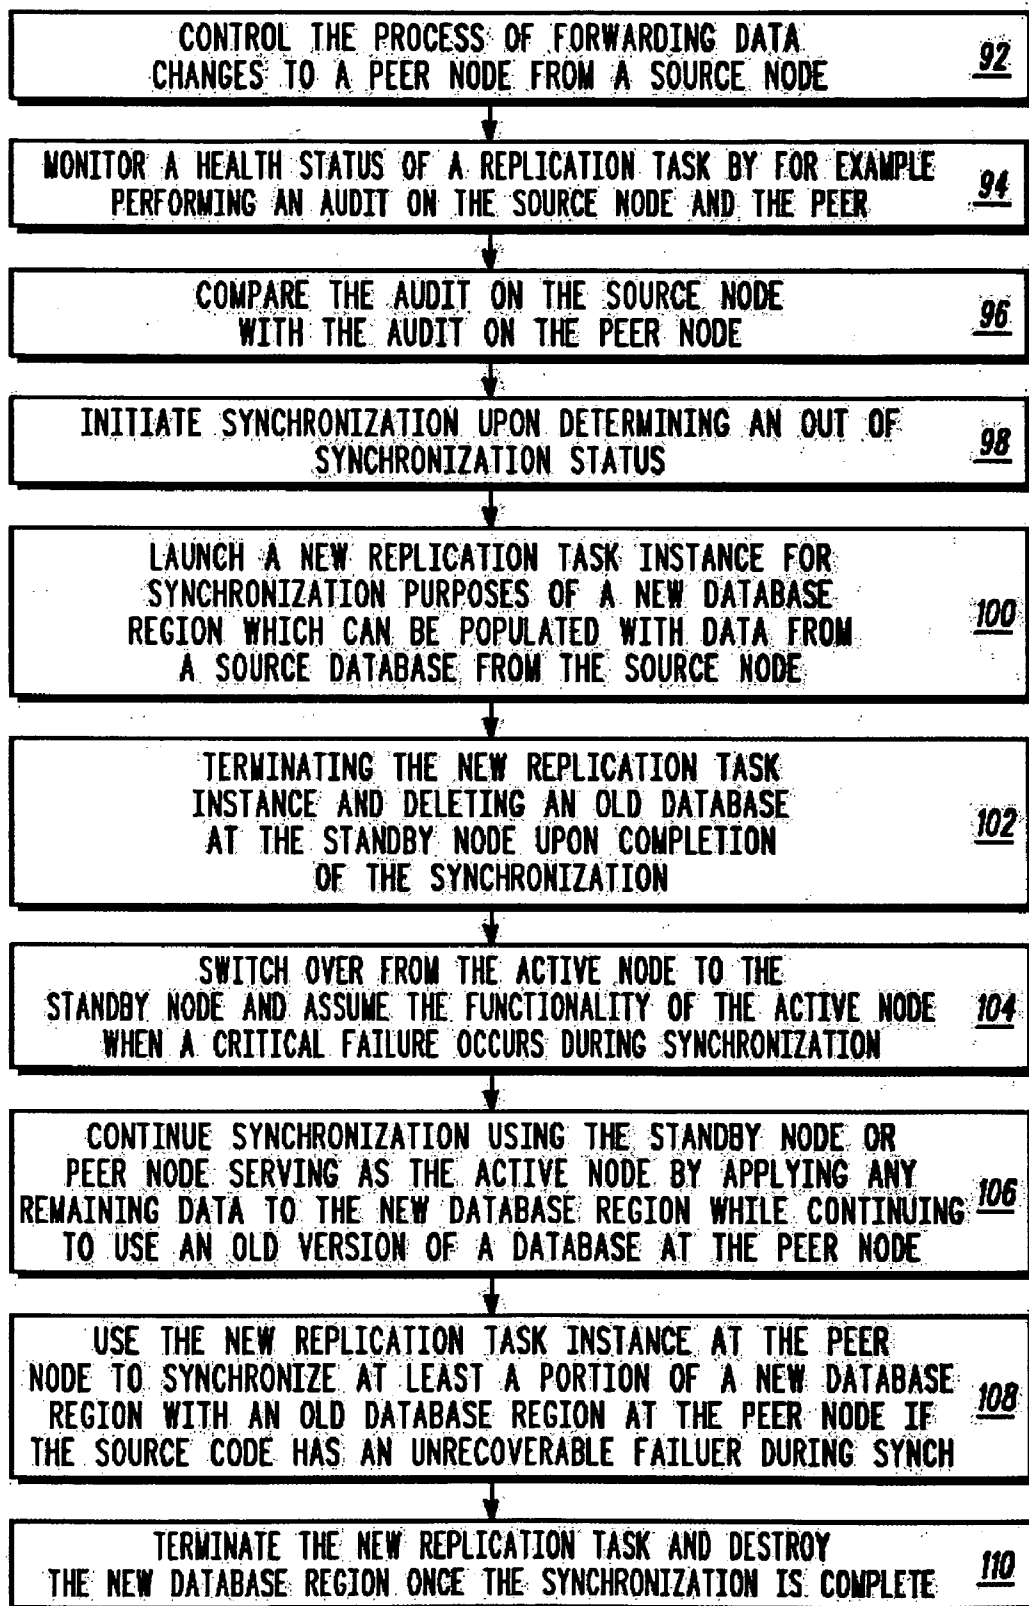 CONTROL THE PROCESS OF FORWARDING DATA
CHANGES TO A PEER NODE FROM A SOURCE NODE
92
MONITOR A HEALTH STATUS OF A REPLICATION TASK BY FOR EXAMPLE
PERFORMING AN AUDIT ON THE SOURCE NODE AND THE PEER
94
COMPARE THE AUDIT ON THE SOURCE NODE
WITH THE AUDIT ON THE PEER NODE
96
INITIATE SYNCHRONIZATION UPON DETERMINING AN OUT OF
SYNCHRONIZATION STATUS
98
LAUNCH A NEW REPLICATION TASK INSTANCE FOR
SYNCHRONIZATION PURPOSES OF A NEW DATABASE
REGION WHICH CAN BE POPULATED WITH DATA FROM
A SOURCE DATABASE FROM THE SOURCE NODE
100
TERMINATING THE NEW REPLICATION TASK
INSTANCE AND DELETING AN OLD DATABASE
AT THE STANDBY NODE UPON COMPLETION
OF THE SYNCHRONIZATION
102
SWITCH OVER FROM THE ACTIVE NODE TO THE
STANDBY NODE AND ASSUME THE FUNCTIONALITY OF THE ACTIVE NODE
WHEN A CRITICAL FAILURE OCCURS DURING SYNCHRONIZATION
104
CONTINUE SYNCHRONIZATION USING THE STANDBY NODE OR
PEER NODE SERVING AS THE ACTIVE NODE BY APPLYING ANY
REMAINING DATA TO THE NEW DATABASE REGION WHILE CONTINUING
TO USE AN OLD VERSION OF A DATABASE AT THE PEER NODE
106
USE THE NEW REPLICATION TASK INSTANCE AT THE PEER
NODE TO SYNCHRONIZE AT LEAST A PORTION OF A NEW DATABASE
REGION WITH AN OLD DATABASE REGION AT THE PEER NODE IF
THE SOURCE CODE HAS AN UNRECOVERABLE FAILUER DURING SYNCH
108
TERMINATE THE NEW REPLICATION TASK AND DESTROY
THE NEW DATABASE REGION ONCE THE SYNCHRONIZATION IS COMPLETE
110